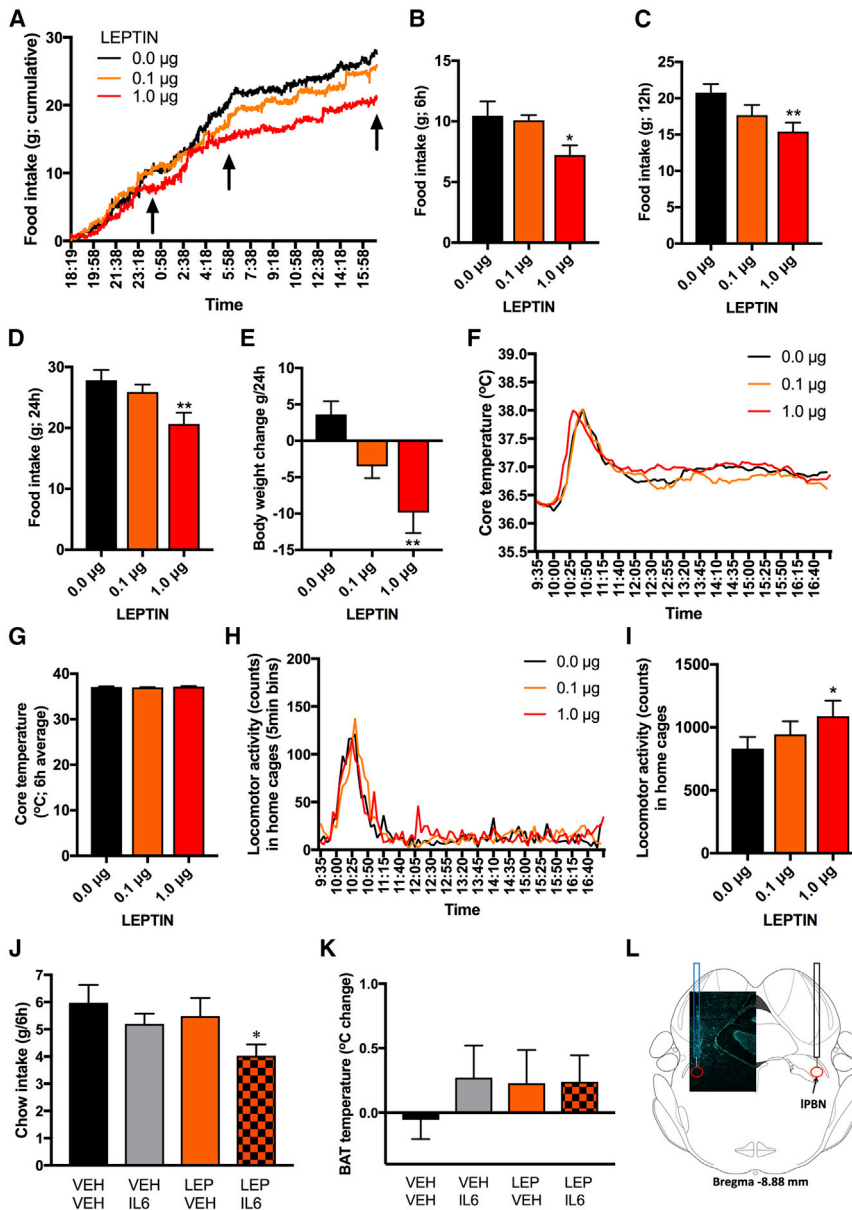 A
LEPTIN
0.0 µg
0.1 µg
1.0 µg
Food intake (g; cumulative)
30
20
10
0
18:19
19:58
21:38
23:18
0:58
2:38
4:18
5:58
7:38
9:18
10:58
12:38
14:18
15:58
Time
B
Food intake (g; 6h)
15
10
5
0
*
0.0 µg
0.1 µg
1.0 µg
LEPTIN
C
Food intake (g; 12h)
25
20
15
10
5
0
**
0.0 µg
0.1 µg
1.0 µg
LEPTIN
D
Food intake (g; 24h)
30
20
10
0
**
0.0 µg
0.1 µg
1.0 µg
LEPTIN
E
Body weight change g/24h
10
5
0
-5
-10
-15
**
0.0 µg
0.1 µg
1.0 µg
LEPTIN
F
Core temperature (ºC)
39.0
38.5
38.0
37.5
37.0
36.5
36.0
35.5
0.0 µg
0.1 µg
1.0 µg
9:35
10:00
10:25
10:50
11:15
11:40
12:05
12:30
12:55
13:20
13:45
14:10
14:35
15:00
15:25
15:50
16:15
16:40
Time
G
Core temperature
(ºC; 6h average)
40
30
20
10
0
0.0 µg
0.1 µg
1.0 µg
LEPTIN
H
Locomotor activity (counts)
in home cages (5min bins)
200
150
100
50
0
0.0 µg
0.1 µg
1.0 µg
9:35
10:00
10:25
10:50
11:15
11:40
12:05
12:30
12:55
13:20
13:45
14:10
14:35
15:00
15:25
15:50
16:15
16:40
Time
I
Locomotor activity (counts)
in home cages
1500
1000
500
0
*
0.0 µg
0.1 µg
1.0 µg
LEPTIN
J
Chow intake (g/6h)
7
6
5
4
3
2
1
0
*
VEH VEH LEP LEP
VEH IL6 VEH IL6
K
BAT temperature (ºC change)
1.0
0.5
0.0
VEH VEH LEP LEP
VEH IL6 VEH IL6
L
lPBN
Bregma -8.88 mm